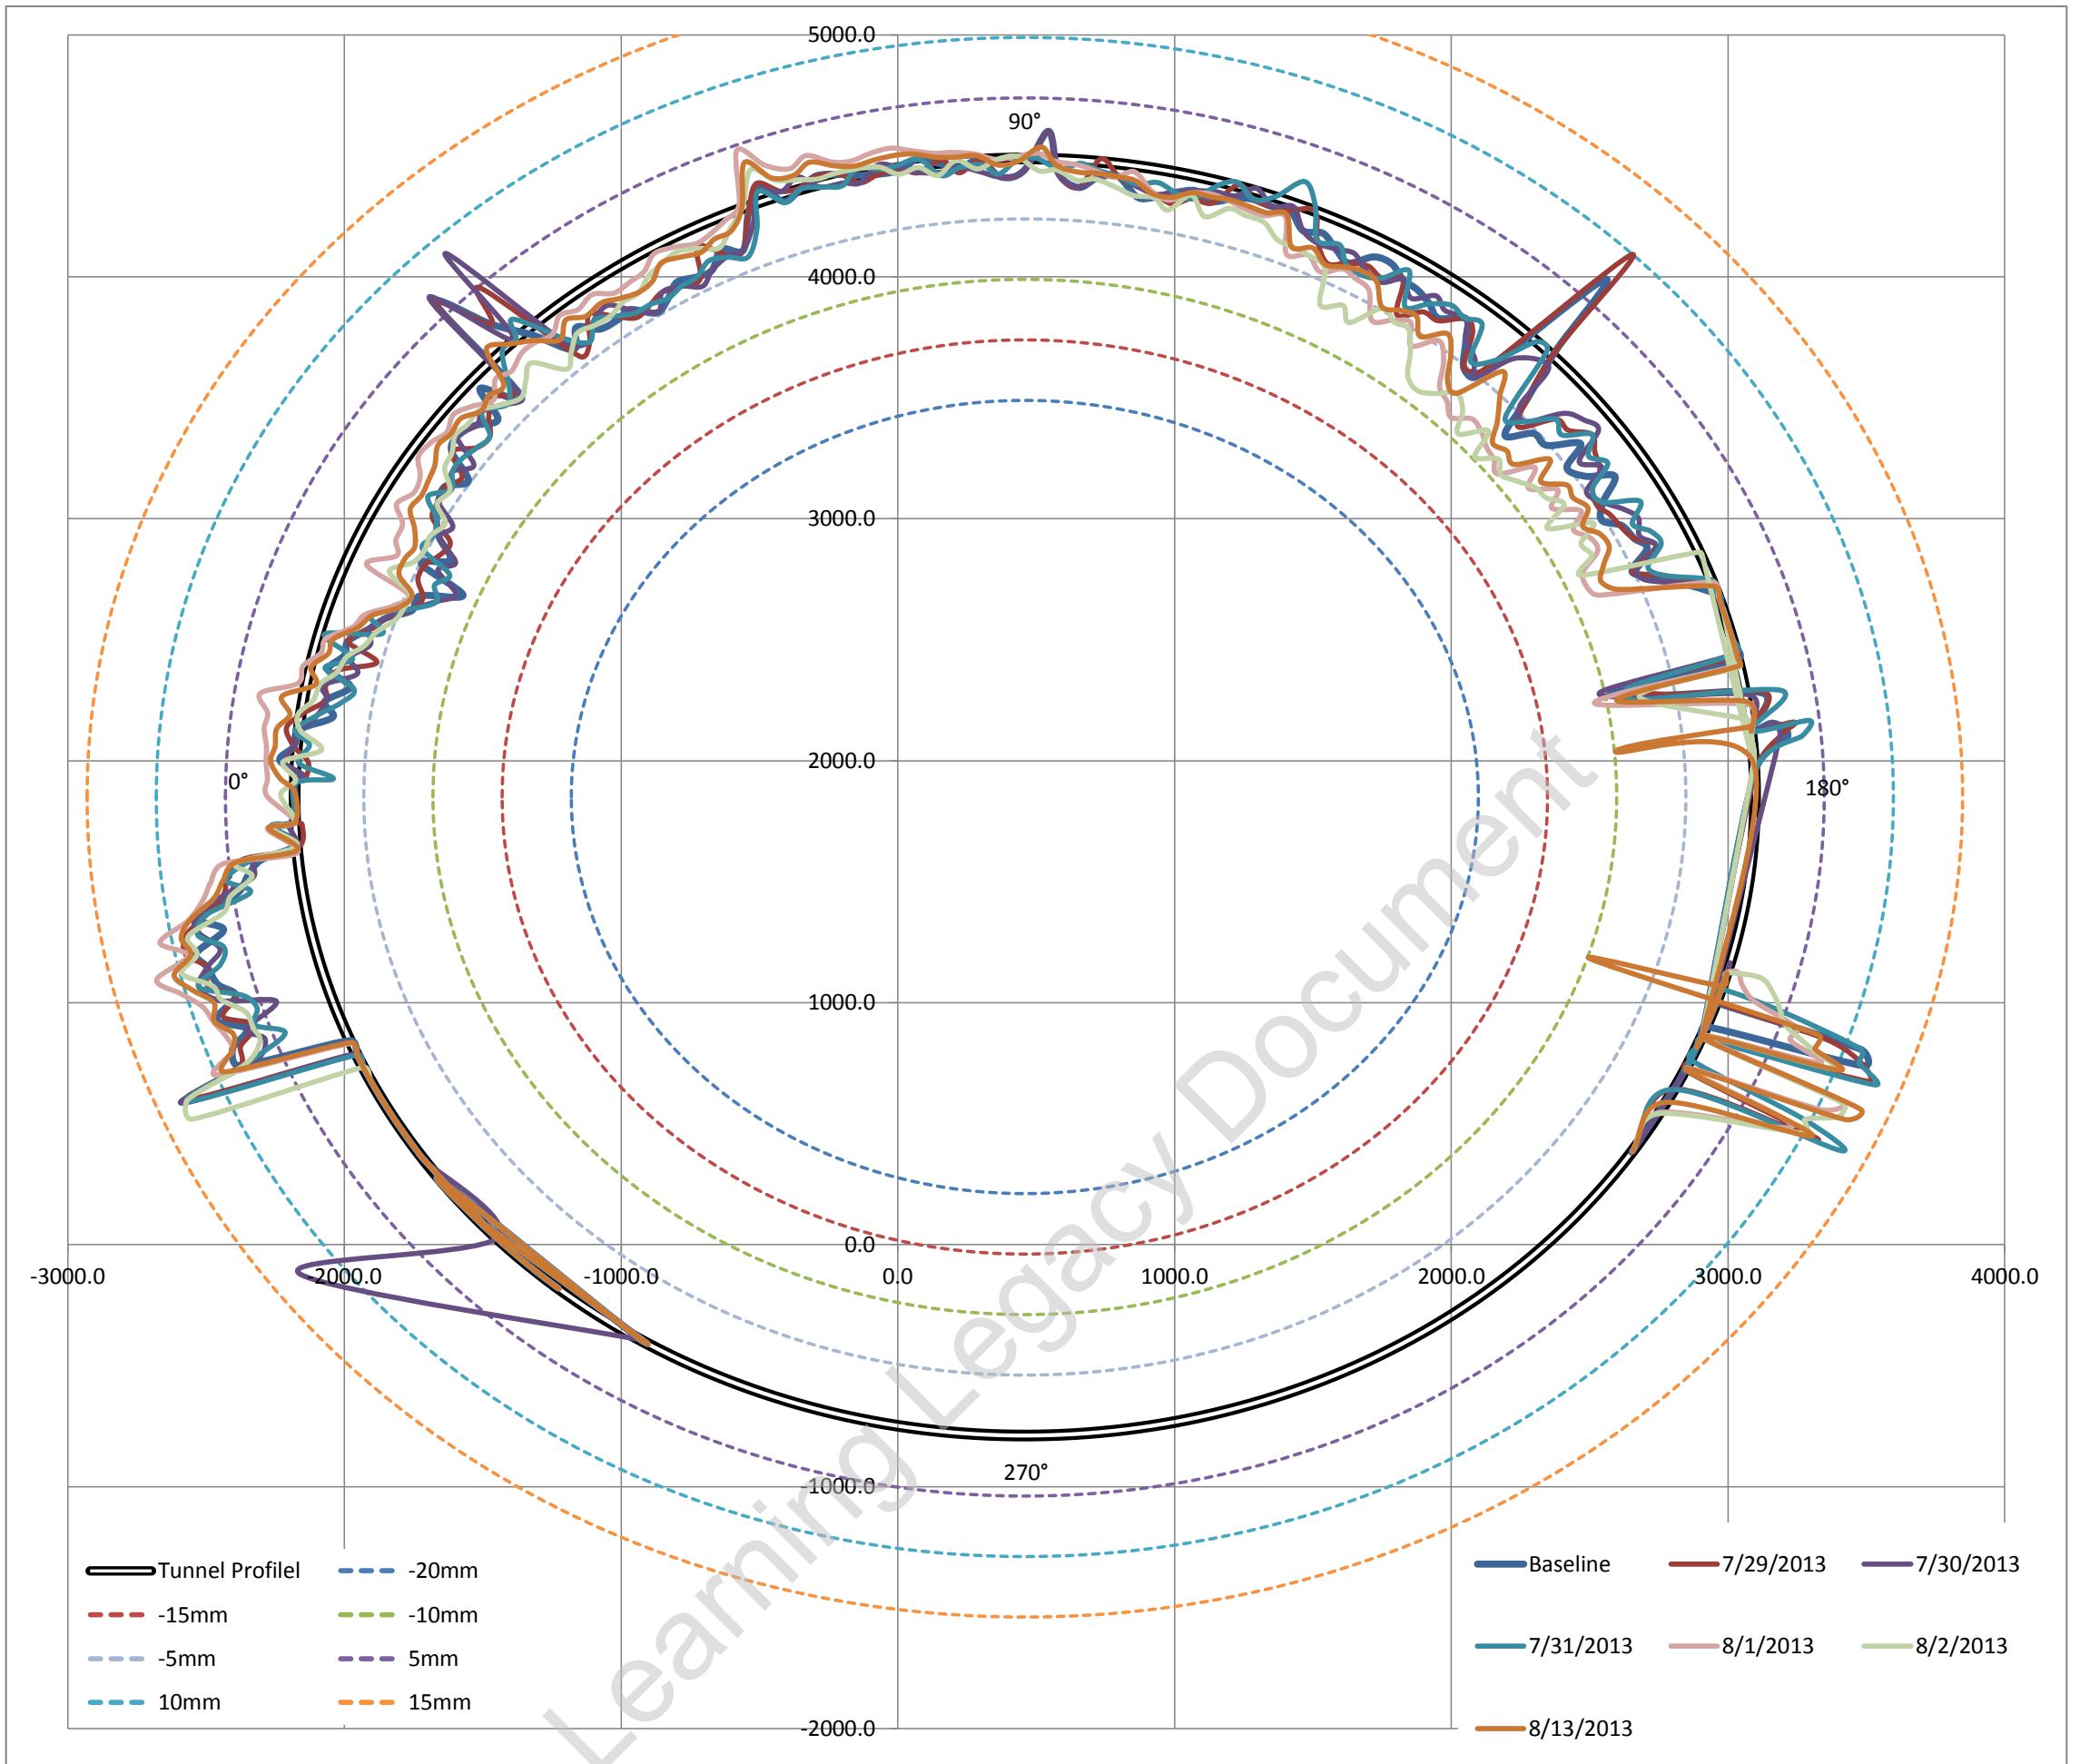 5000.0
90°
4000.0
3000.0
2000.0
0°
180°
1000.0
0.0
-3000.0 -2000.0 -1000.0 0.0 1000.0 2000.0 3000.0 4000.0
270°
-1000.0
-2000.0
Learning Legacy Document
Tunnel Profilel -20mm
-15mm -10mm
-5mm 5mm
10mm 15mm
Baseline 7/29/2013 7/30/2013
7/31/2013 8/1/2013 8/2/2013
8/13/2013